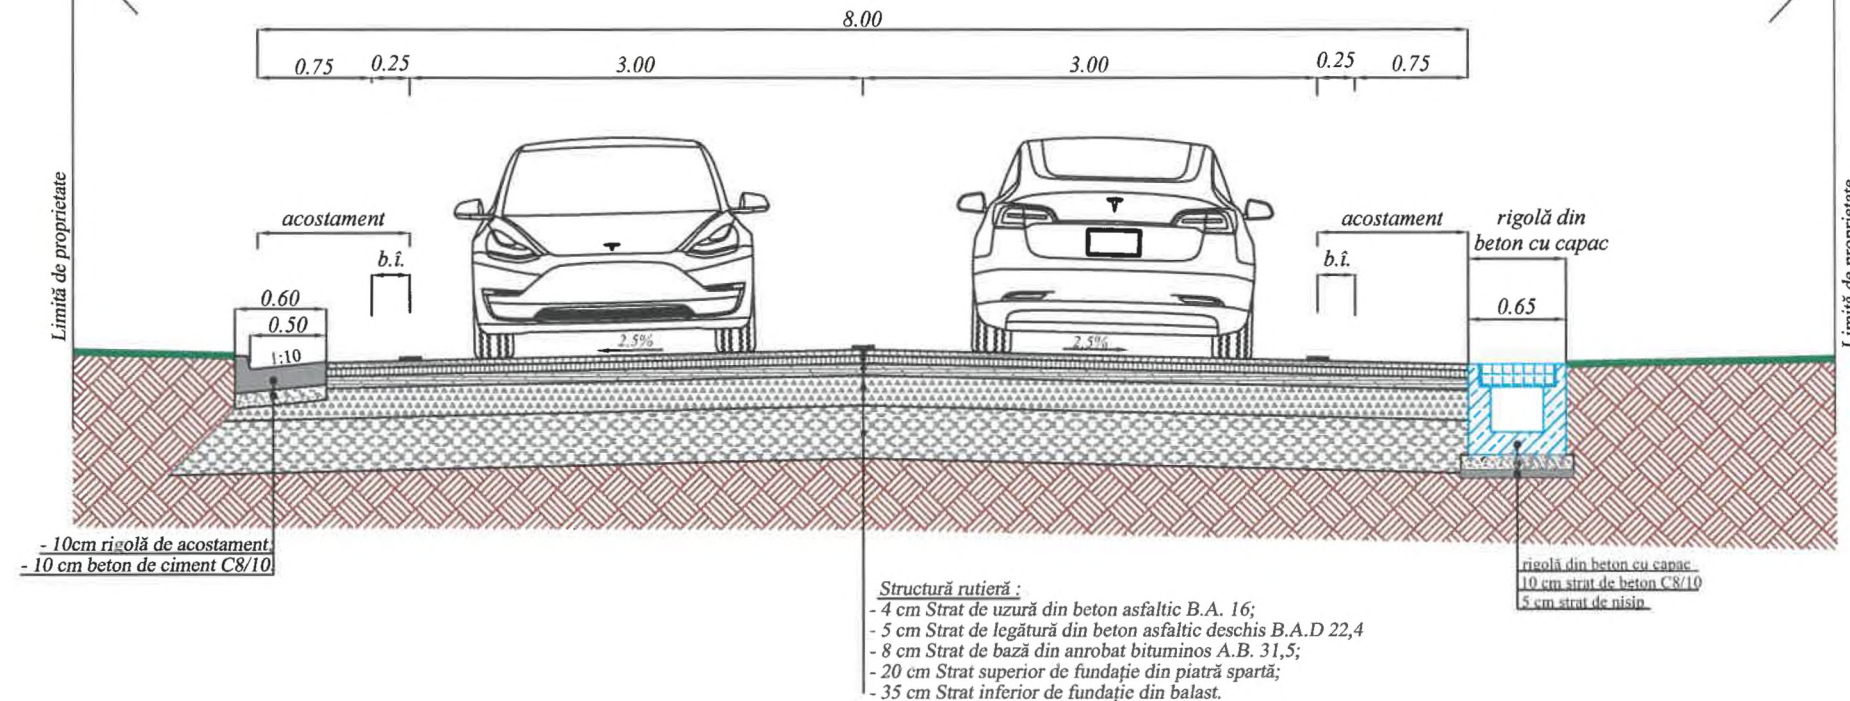 8.00
0.75 0.25 3.00 3.00 0.25 0.75
Limită de proprietate
acostament
b.î.
0.60
0.50
1:10
2.5%
2.5%
acostament
b.î.
rigolă din
beton cu capac
0.65
Limită de proprietate
- 10cm rigolă de acostament;
- 10 cm beton de ciment C8/10
rigolă din beton cu capac
10 cm strat de beton C8/10
5 cm strat de nisip
Structură rutieră :
- 4 cm Strat de uzură din beton asfaltic B.A. 16;
- 5 cm Strat de legătură din beton asfaltic deschis B.A.D 22,4
- 8 cm Strat de bază din anrobat bituminos A.B. 31,5;
- 20 cm Strat superior de fundație din piatră spartă;
- 35 cm Strat inferior de fundație din balast.